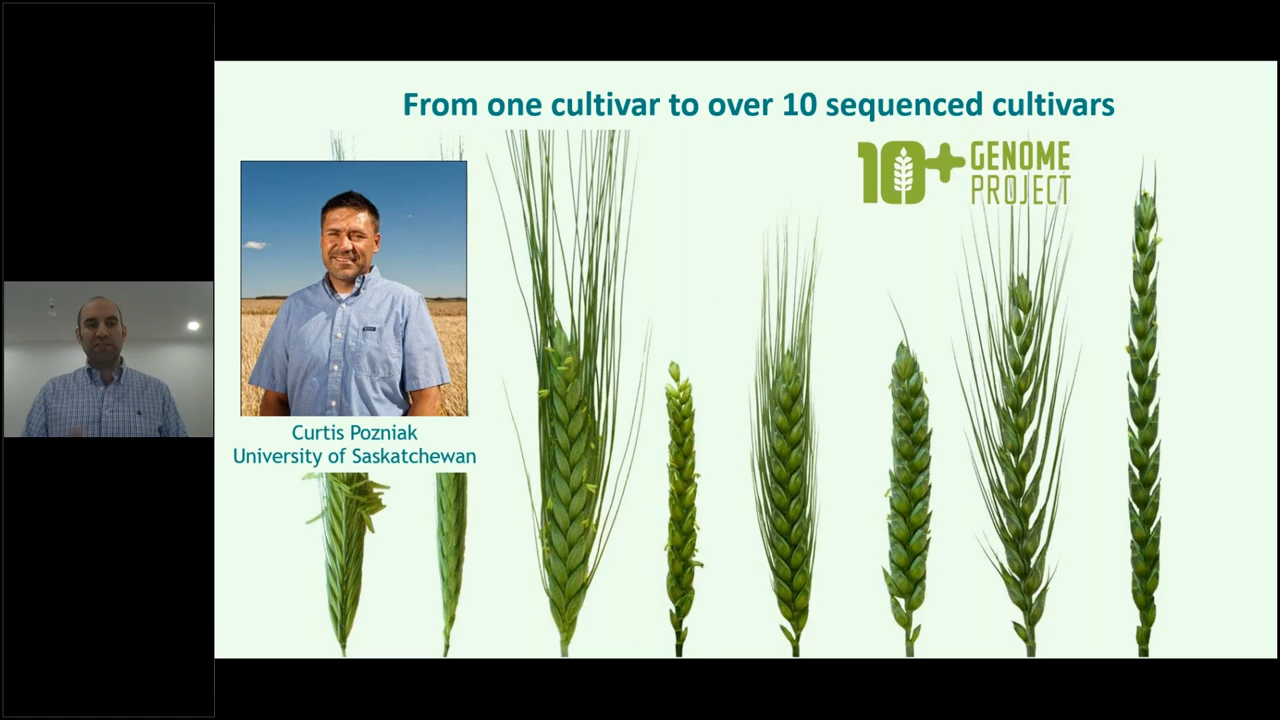 From one cultivar to over 10 sequenced cultivars
10+ GENOME
PROJECT
Curtis Pozniak
University of Saskatchewan